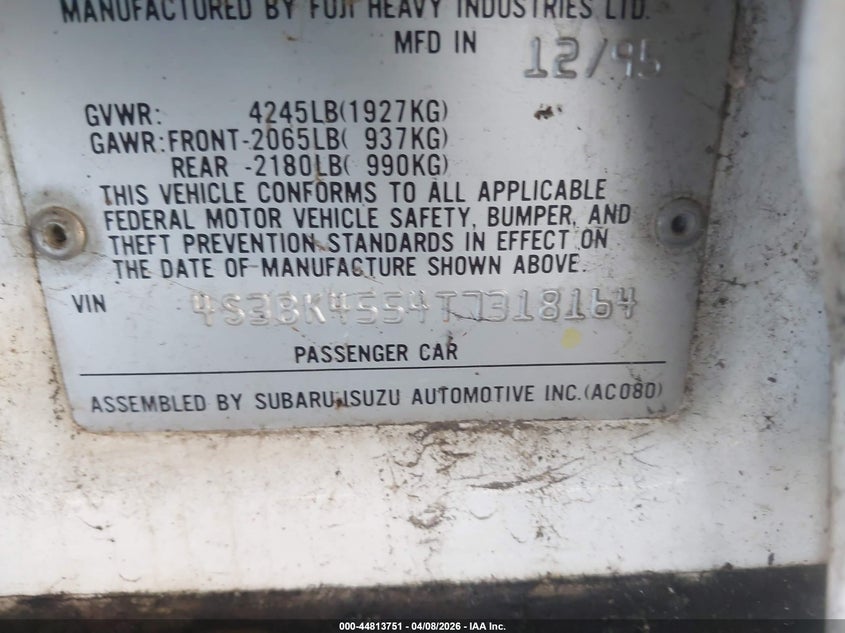 MANUFACTURED BY FUJI HEAVY INDUSTRIES LTD.
MFD IN 12/95
GVWR: 4245LB(1927KG)
GAWR:FRONT-2065LB( 937KG)
REAR -2180LB( 990KG)
THIS VEHICLE CONFORMS TO ALL APPLICABLE
FEDERAL MOTOR VEHICLE SAFETY, BUMPER, AND
THEFT PREVENTION STANDARDS IN EFFECT ON
THE DATE OF MANUFACTURE SHOWN ABOVE.
VIN 4S3BK4554T7318164
PASSENGER CAR
ASSEMBLED BY SUBARU-ISUZU AUTOMOTIVE INC.(AC080)
000-44813751 | 04/08/2026 | IAA Inc.